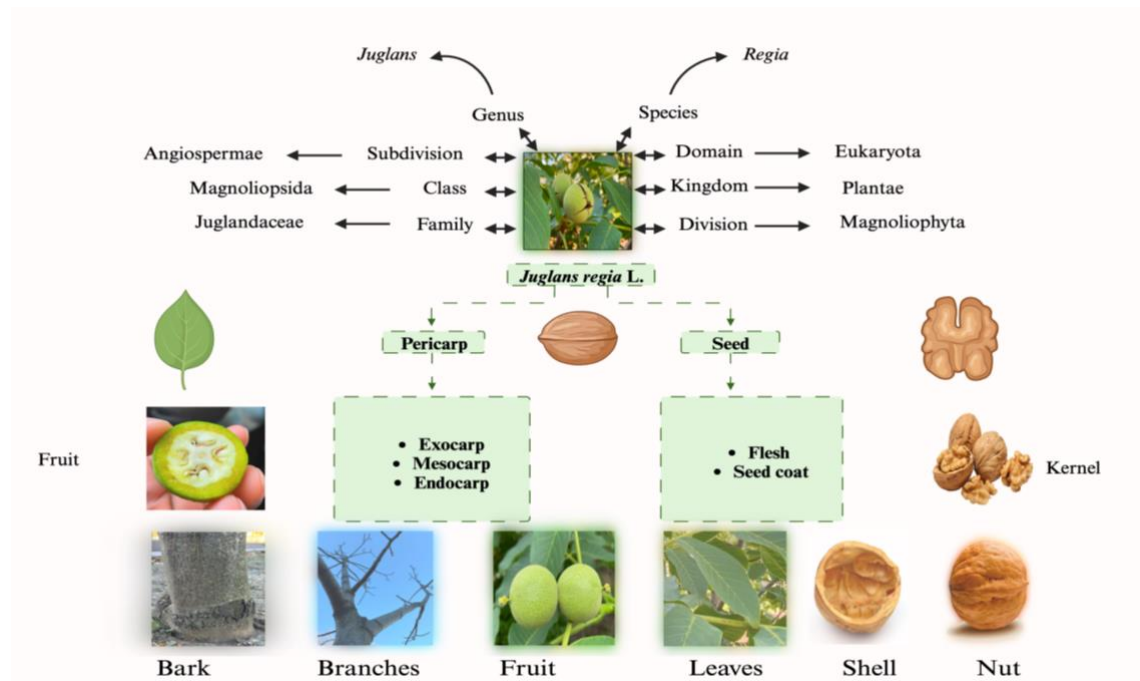 Juglans
Regia
Genus
Species
Angiospermae
Subdivision
Domain
Eukaryota
Magnoliopsida
Class
Kingdom
Plantae
Juglandaceae
Family
Division
Magnoliophyta
Juglans regia L.
Pericarp
Seed
• Exocarp
• Mesocarp
• Endocarp
• Flesh
• Seed coat
Fruit
Kernel
Bark
Branches
Fruit
Leaves
Shell
Nut